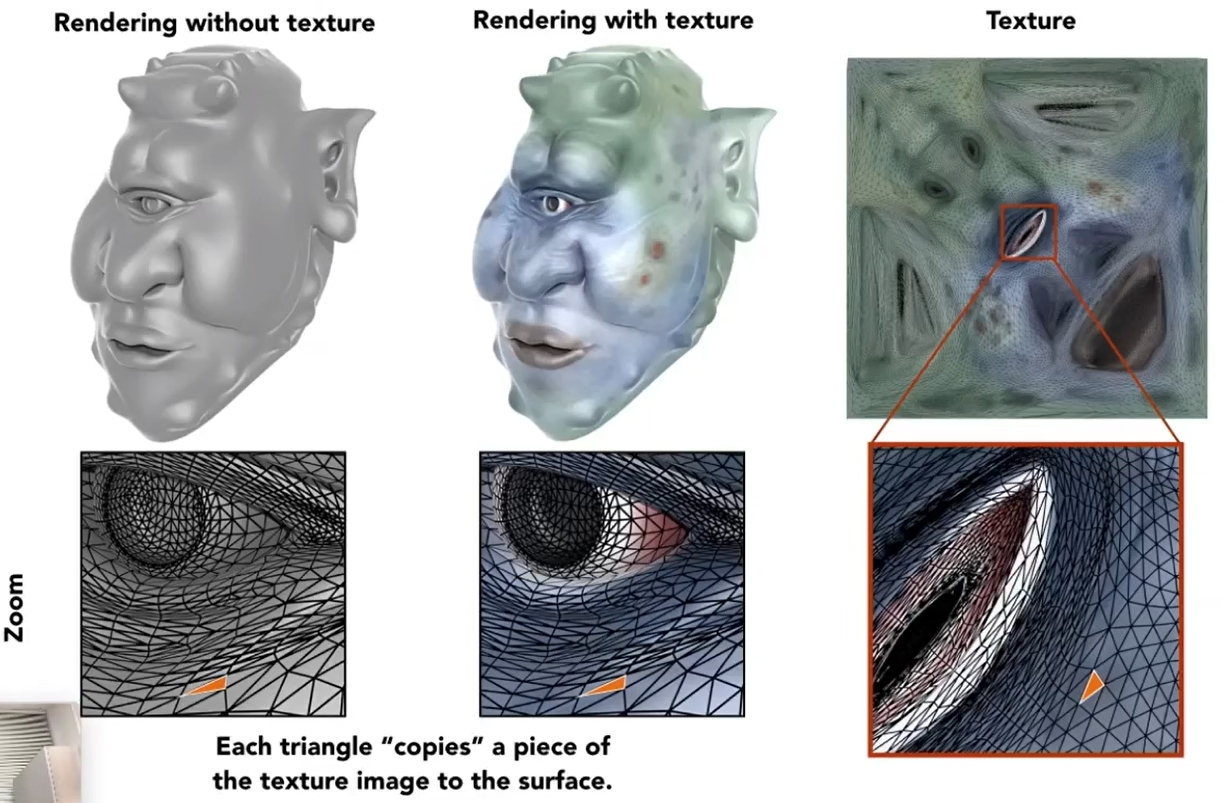 Rendering without texture
Rendering with texture
Texture
Zoom
Each triangle “copies” a piece of
the texture image to the surface.